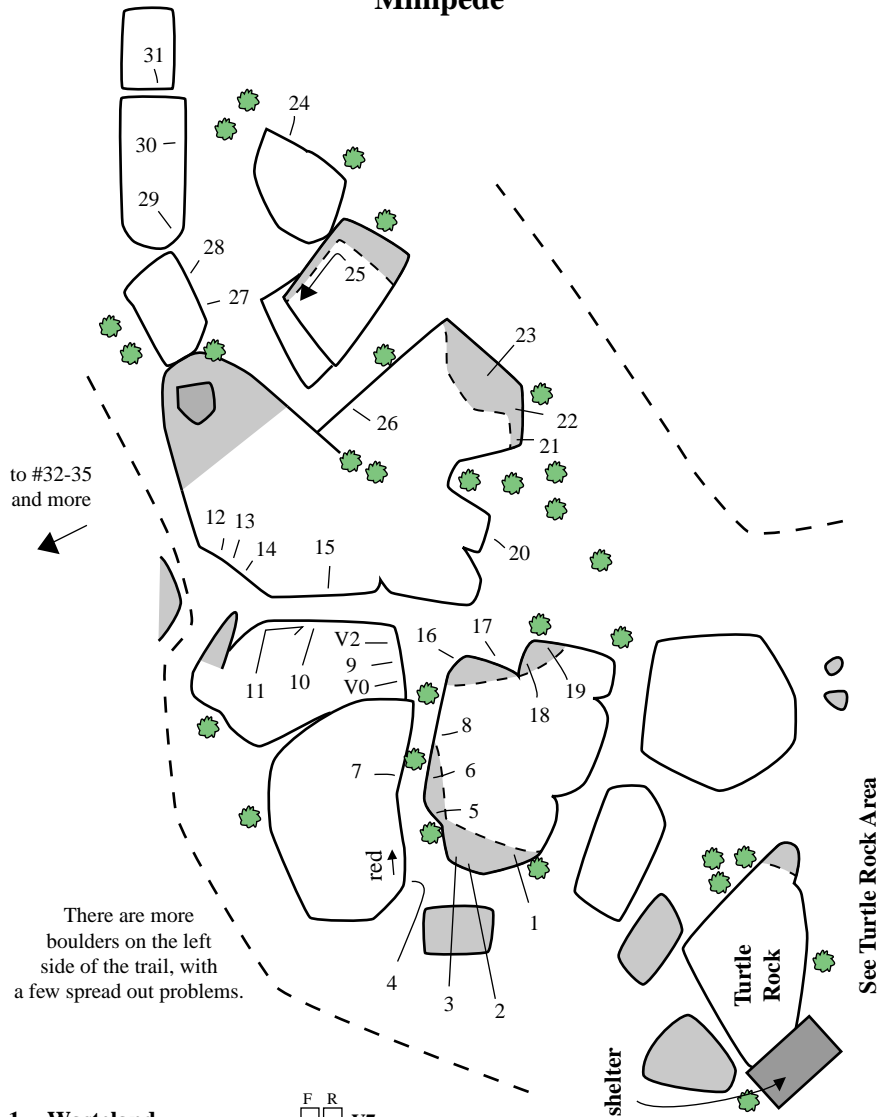 Millipede
31
24
30
29
28
25
27
23
26
22
21
to #32-35
and more
12
13
14
15
20
16
17
V2
9
V0
11
10
19
18
8
7
6
5
red
There are more
boulders on the left
side of the trail, with
a few spread out problems.
1
4
3
2
Turtle
Rock
See Turtle Rock Area
shelter
F R
1 Wasteland V7